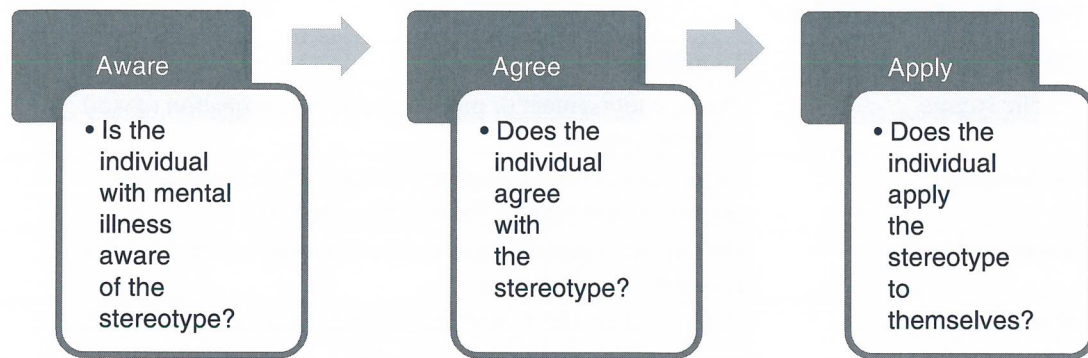 Aware
• Is the
individual
with mental
illness
aware
of the
stereotype?
Agree
• Does the
individual
agree
with
the
stereotype?
Apply
• Does the
individual
apply
the
stereotype
to
themselves?